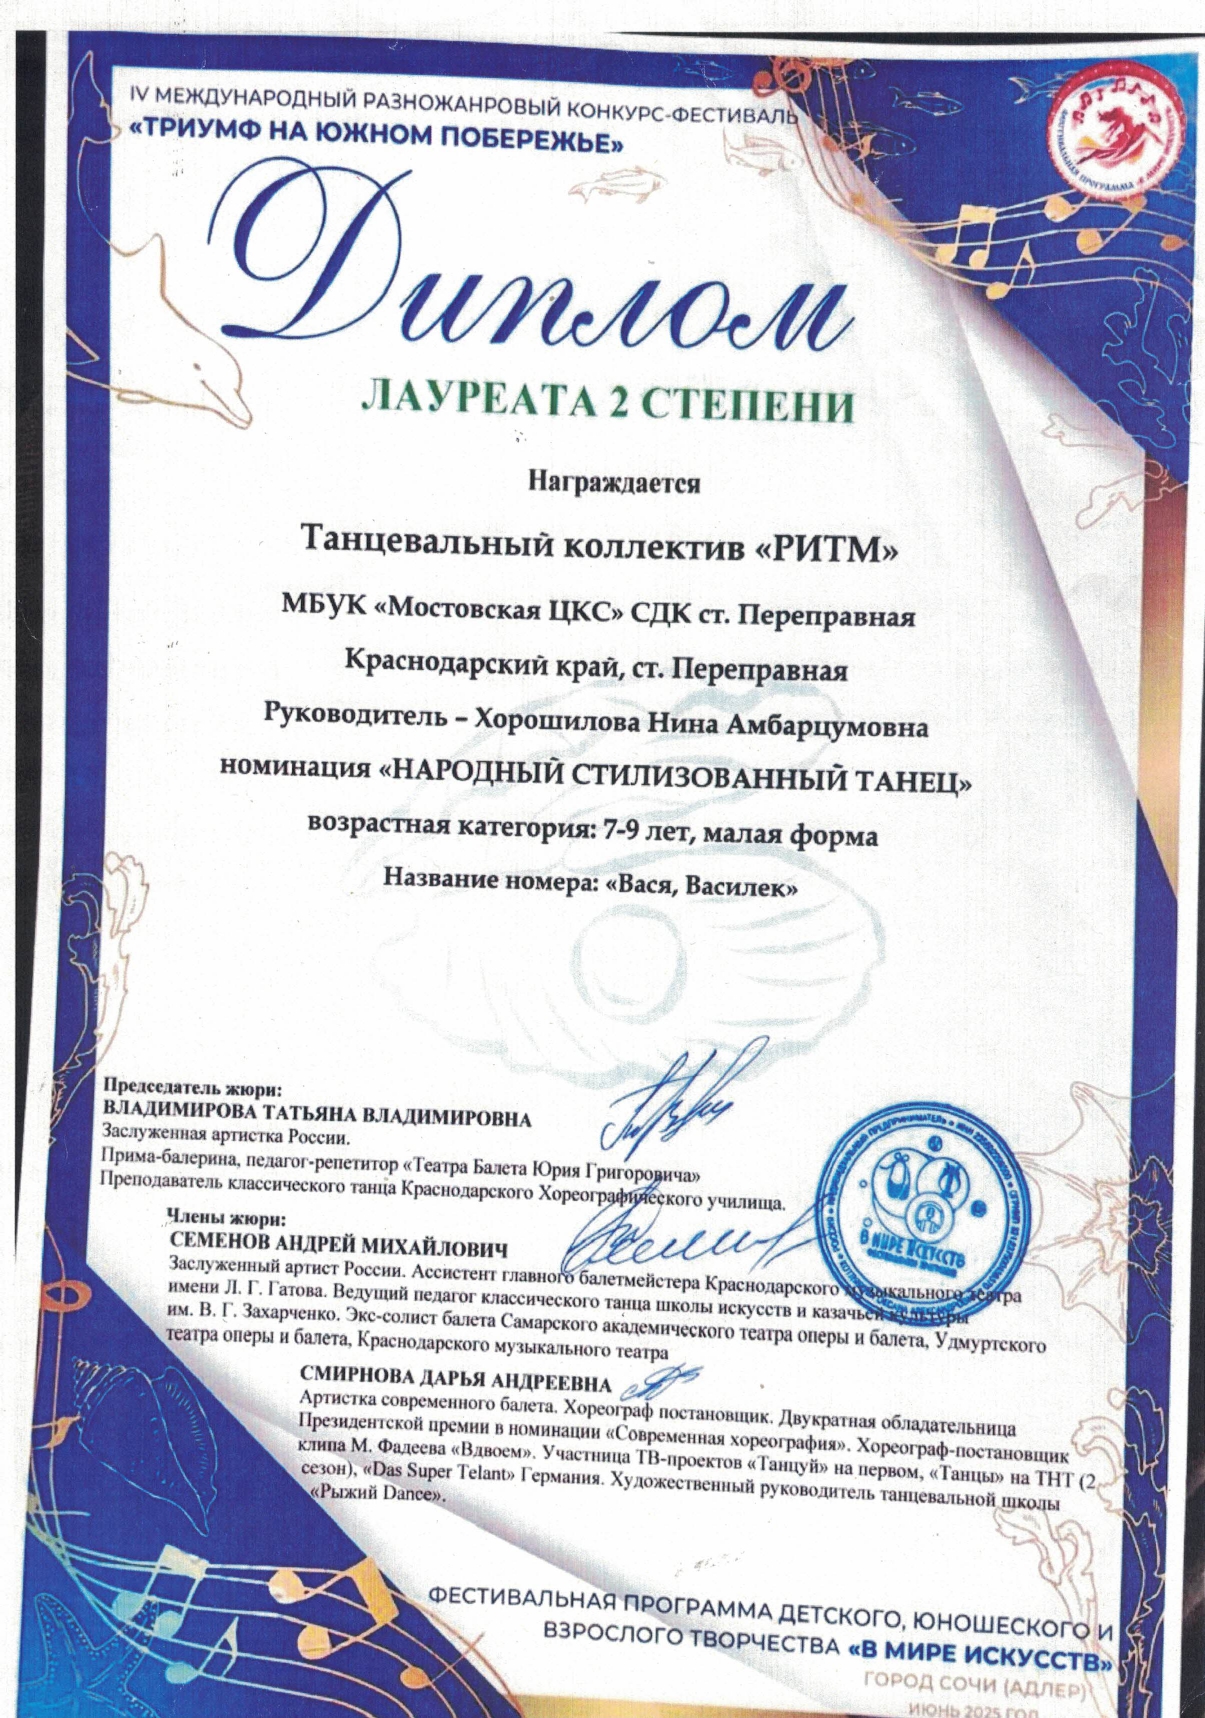 IV МЕЖДУНАРОДНЫЙ РАЗНОЖАНРОВЫЙ КОНКУРС-ФЕСТИВАЛЬ
«ТРИУМФ НА ЮЖНОМ ПОБЕРЕЖЬЕ»
Диплом
ЛАУРЕАТА 2 СТЕПЕНИ
Награждается
Танцевальный коллектив «РИТМ»
МБУК «Мостовская ЦКС» СДК ст. Переправная
Краснодарский край, ст. Переправная
Руководитель – Хорошилова Нина Амбарцумовна
номинация «НАРОДНЫЙ СТИЛИЗОВАННЫЙ ТАНЕЦ»
возрастная категория: 7-9 лет, малая форма
Название номера: «Вася, Василек»
Председатель жюри:
ВЛАДИМИРОВА ТАТЬЯНА ВЛАДИМИРОВНА
Заслуженная артистка России.
Прима-балерина, педагог-репетитор «Театра Балета Юрия Григоровича»
Преподаватель классического танца Краснодарского Хореографического училища.
Члены жюри:
СЕМЕНОВ АНДРЕЙ МИХАЙЛОВИЧ
Заслуженный артист России. Ассистент главного балетмейстера Краснодарского музыкального театра
имени Л. Г. Гатова. Ведущий педагог классического танца школы искусств и казачьей культуры
им. В. Г. Захарченко. Экс-солист балета Самарского академического театра оперы и балета, Удмуртского
театра оперы и балета, Краснодарского музыкального театра
В МИРЕ ИСКУССТВ
СМИРНОВА ДАРЬЯ АНДРЕЕВНА
Артистка современного балета. Хореограф постановщик. Двукратная обладательница
Президентской премии в номинации «Современная хореография». Хореограф-постановщик
клипа М. Фадеева «Вдвоем». Участница ТВ-проектов «Танцуй» на первом, «Танцы» на ТНТ (2
сезон), «Das Super Telant» Германия. Художественный руководитель танцевальной школы
«Рыжий Dance».
ФЕСТИВАЛЬНАЯ ПРОГРАММА ДЕТСКОГО, ЮНОШЕСКОГО И
ВЗРОСЛОГО ТВОРЧЕСТВА «В МИРЕ ИСКУССТВ»
ГОРОД СОЧИ (АДЛЕР)
ИЮНЬ 2025 ГОД